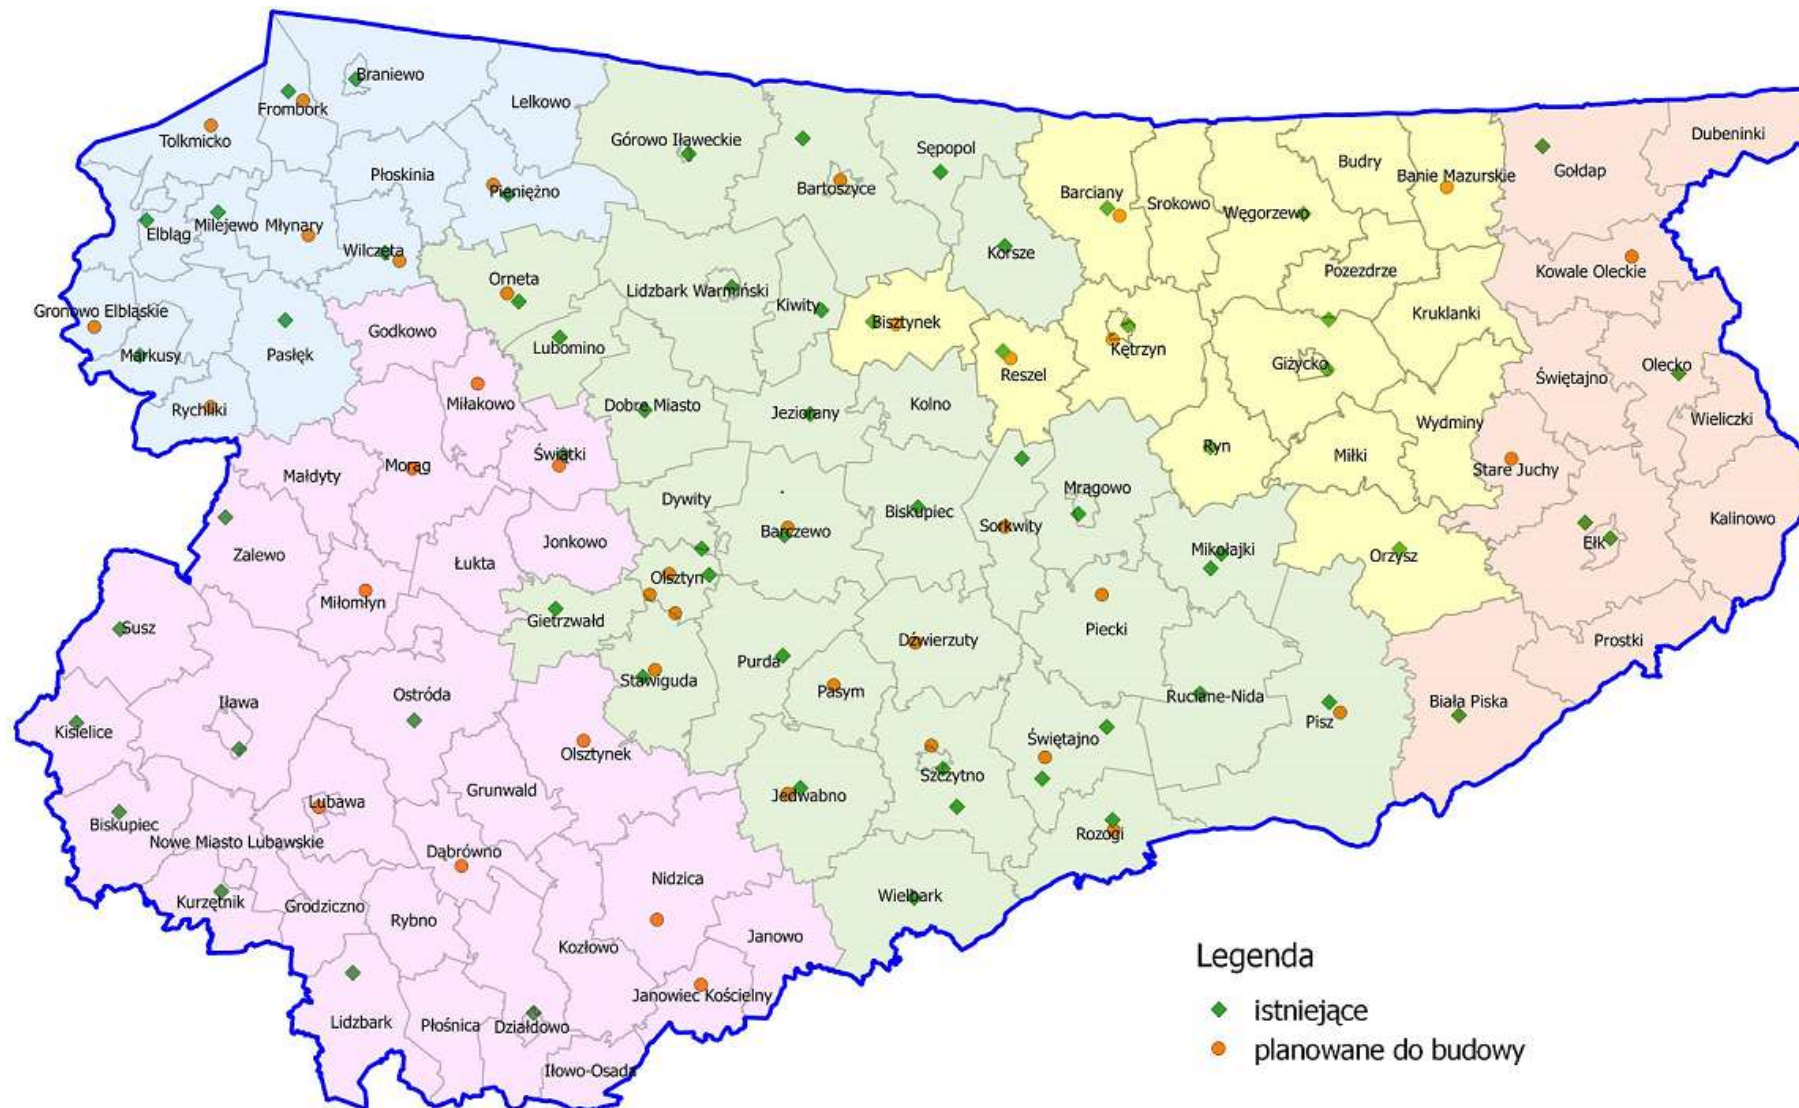 Braniewo
Lelkowo
Frombork
Tolkmicko
Górowo Iławeckie
Dubeninki
Sępopol
Budry
Gołdap
Płoskinia
Banie Mazurskie
Bartoszyce
Pieniężno
Barciany
Srokowo
Węgorzewo
Milejewo
Młynary
Elbląg
Wilczęta
Korsze
Pozezdrze
Kowale Oleckie
Orneta
Lidzbark Warmiński
Kiwity
Gronowo Elbląskie
Kruklanki
Bisztynek
Godkowo
Lubomino
Kętrzyn
Markusy
Pasłęk
Giżycko
Olecko
Reszel
Świętajno
Rychliki
Miłakowo
Dobre Miasto
Jeziorany
Kolno
Wieliczki
Wydminy
Ryn
Świątki
Miłki
Morąg
Stare Juchy
Małdyty
Mrągowo
Dywity
Biskupiec
Sorkwity
Kalinowo
Barczewo
Jonkowo
Ełk
Mikołajki
Zalewo
Orzysz
Łukta
Olsztyn
Miłomłyn
Gietrzwałd
Susz
Piecki
Dźwierzuty
Prostki
Purda
Stawiguda
Pasym
Ostróda
Ruciane-Nida
Iława
Biała Piska
Pisz
Kisielice
Świętajno
Olsztynek
Szczytno
Grunwald
Jedwabno
Lubawa
Biskupiec
Rozogi
Nowe Miasto Lubawskie
Dąbrówno
Nidzica
Wielbark
Kurzętnik
Grodziczno
Rybno
Janowo
Kozłowo
Janowiec Kościelny
Lidzbark
Płośnica
Działdowo
Iłowo-Osada
Legenda
istniejące
planowane do budowy